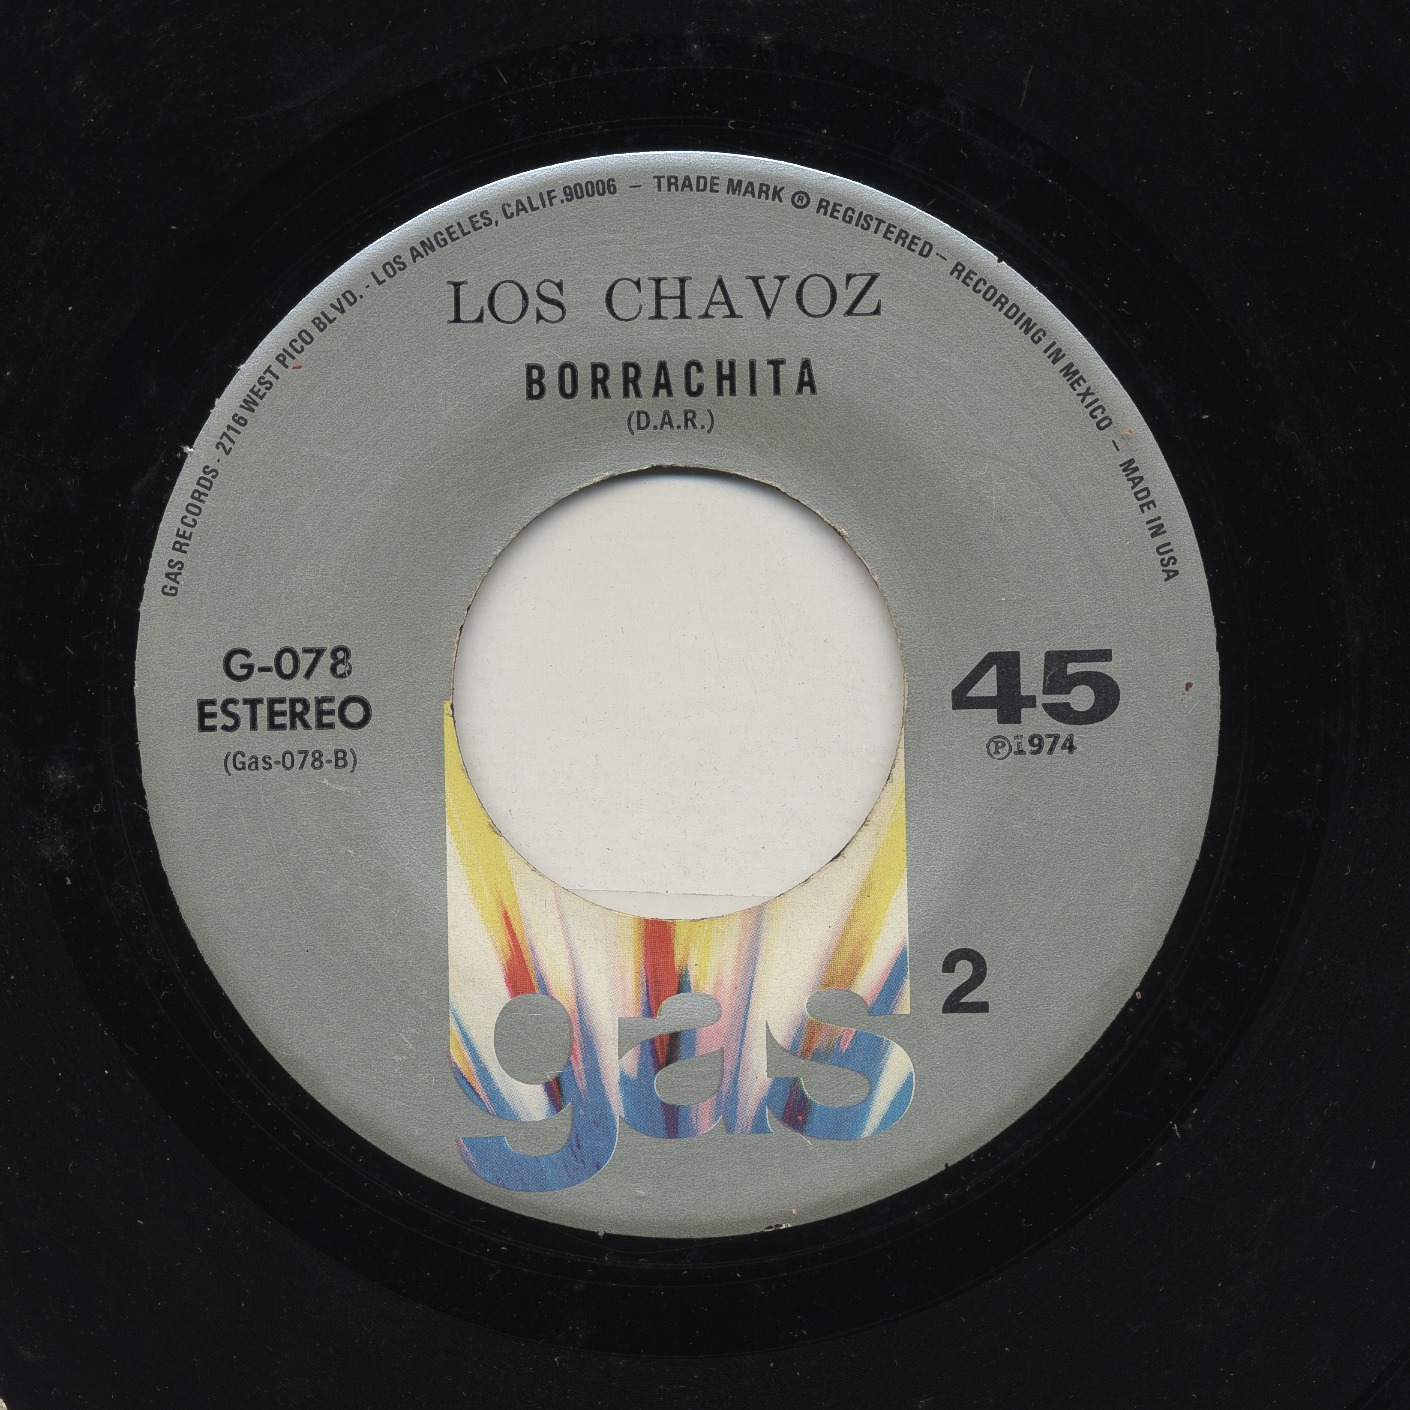 GAS RECORDS - 2716 WEST PICO BLVD. - LOS ANGELES, CALIF. 90006 – TRADE MARK ® REGISTERED – RECORDING IN MEXICO – MADE IN USA
LOS CHAVOZ
BORRACHITA
(D.A.R.)
G-078
ESTEREO
(Gas-078-B)
45
℗1974
2
gas